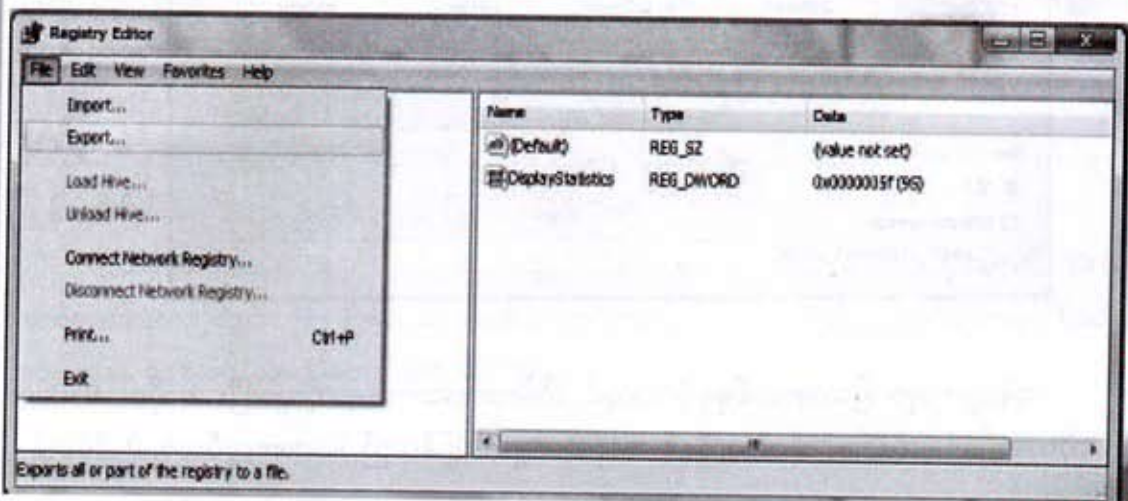 Registry Editor
File Edit View Favorites Help
Import...
Export...
Load Hive...
Unload Hive...
Connect Network Registry...
Disconnect Network Registry...
Print... Ctrl+P
Exit
Name Type Data
(Default) REG_SZ (value not set)
DisplayStatistics REG_DWORD 0x0000005f (95)
Exports all or part of the registry to a file.